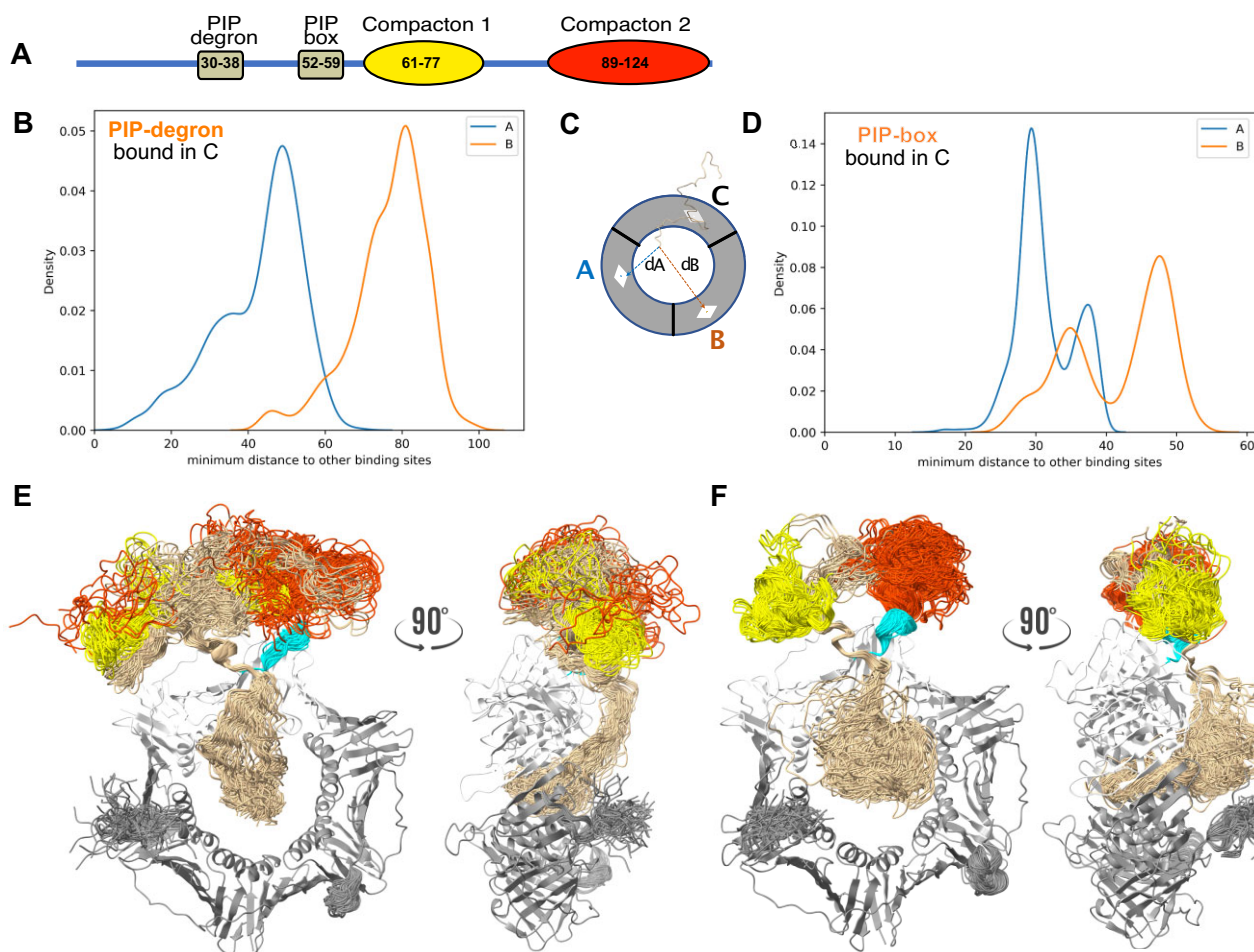 A
PIP
degron
30-38
PIP
box
52-59
Compacton 1
61-77
Compacton 2
89-124
B
PIP-degron
bound in C
A
B
0.05
0.04
0.03
0.02
0.01
0.00
Density
0 20 40 60 80 100
minimum distance to other binding sites
C
C
A
dA
dB
B
D
PIP-box
bound in C
A
B
0.14
0.12
0.10
0.08
0.06
0.04
0.02
0.00
Density
0 10 20 30 40 50 60
minimum distance to other binding sites
E
90°
F
90°